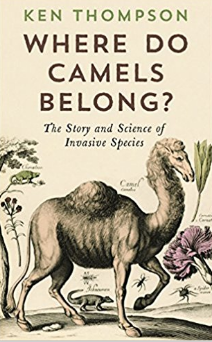 KEN THOMPSON
WHERE DO
CAMELS
BELONG?
The Story and Science of
Invasive Species
Camel